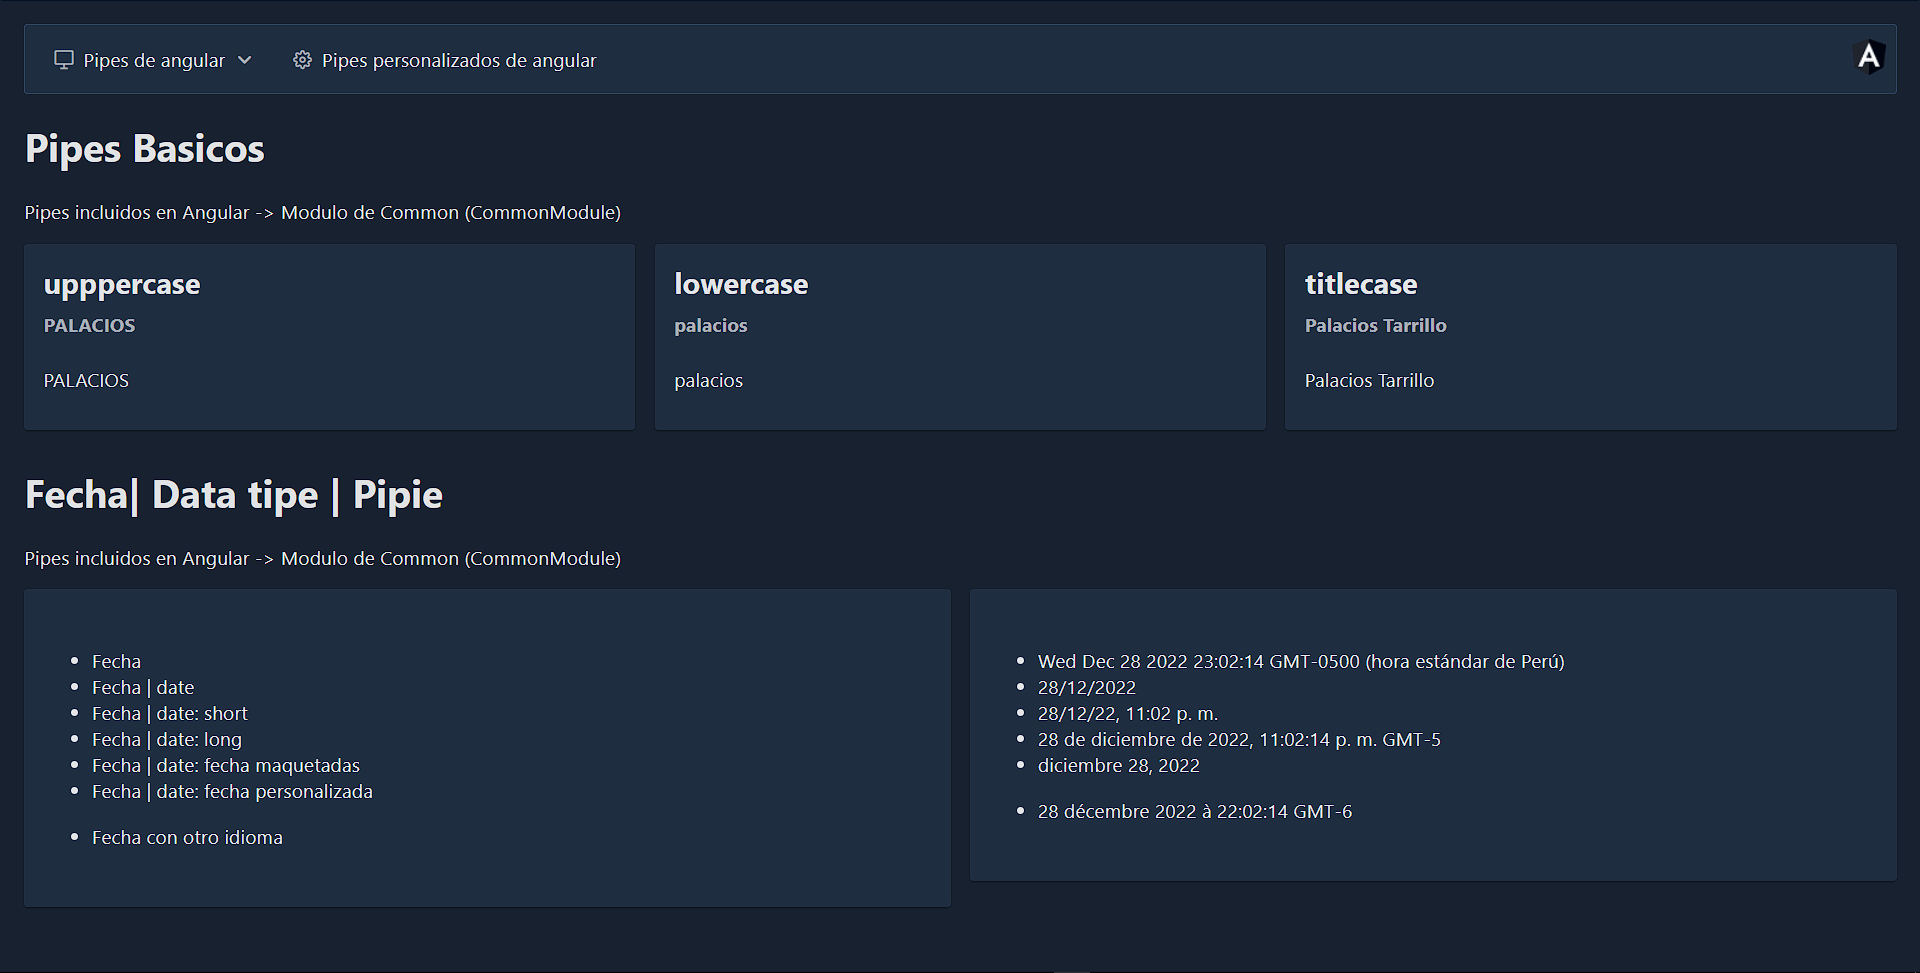 Pipes de angular
Pipes personalizados de angular
Pipes Basicos
Pipes incluidos en Angular -> Modulo de Common (CommonModule)
upppercase
PALACIOS
PALACIOS
lowercase
palacios
palacios
titlecase
Palacios Tarrillo
Palacios Tarrillo
Fecha| Data tipe | Pipie
Pipes incluidos en Angular -> Modulo de Common (CommonModule)
Fecha
Fecha | date
Fecha | date: short
Fecha | date: long
Fecha | date: fecha maquetadas
Fecha | date: fecha personalizada
Fecha con otro idioma
Wed Dec 28 2022 23:02:14 GMT-0500 (hora estándar de Perú)
28/12/2022
28/12/22, 11:02 p. m.
28 de diciembre de 2022, 11:02:14 p. m. GMT-5
diciembre 28, 2022
28 décembre 2022 à 22:02:14 GMT-6